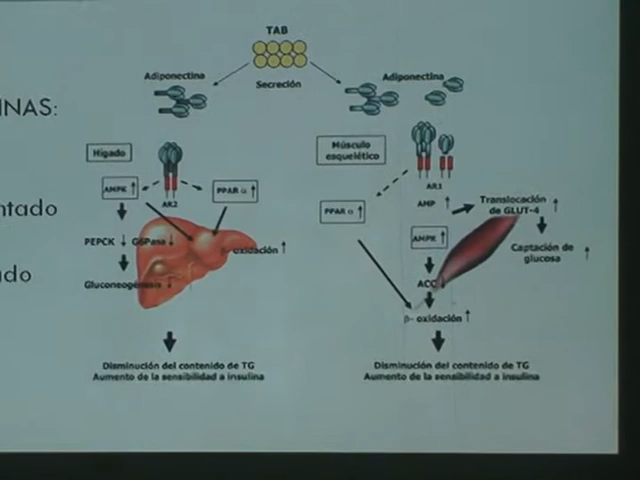 TAB
Adiponectina
Secreción
Adiponectina
INAS:
Hígado
Músculo
esquelético
AMPK ↑
PPAR α ↑
AR2
AR1
ntado
PPAR α ↑
AMP ↑
Translocación
de GLUT-4 ↑
PEPCK ↓ G6Pasa ↓
oxidación ↑
AMPK ↑
Captación de
glucosa ↑
do
Gluconeogénesis ↓
ACC ↓
β- oxidación ↑
Disminución del contenido de TG
Aumento de la sensibilidad a insulina
Disminución del contenido de TG
Aumento de la sensibilidad a insulina